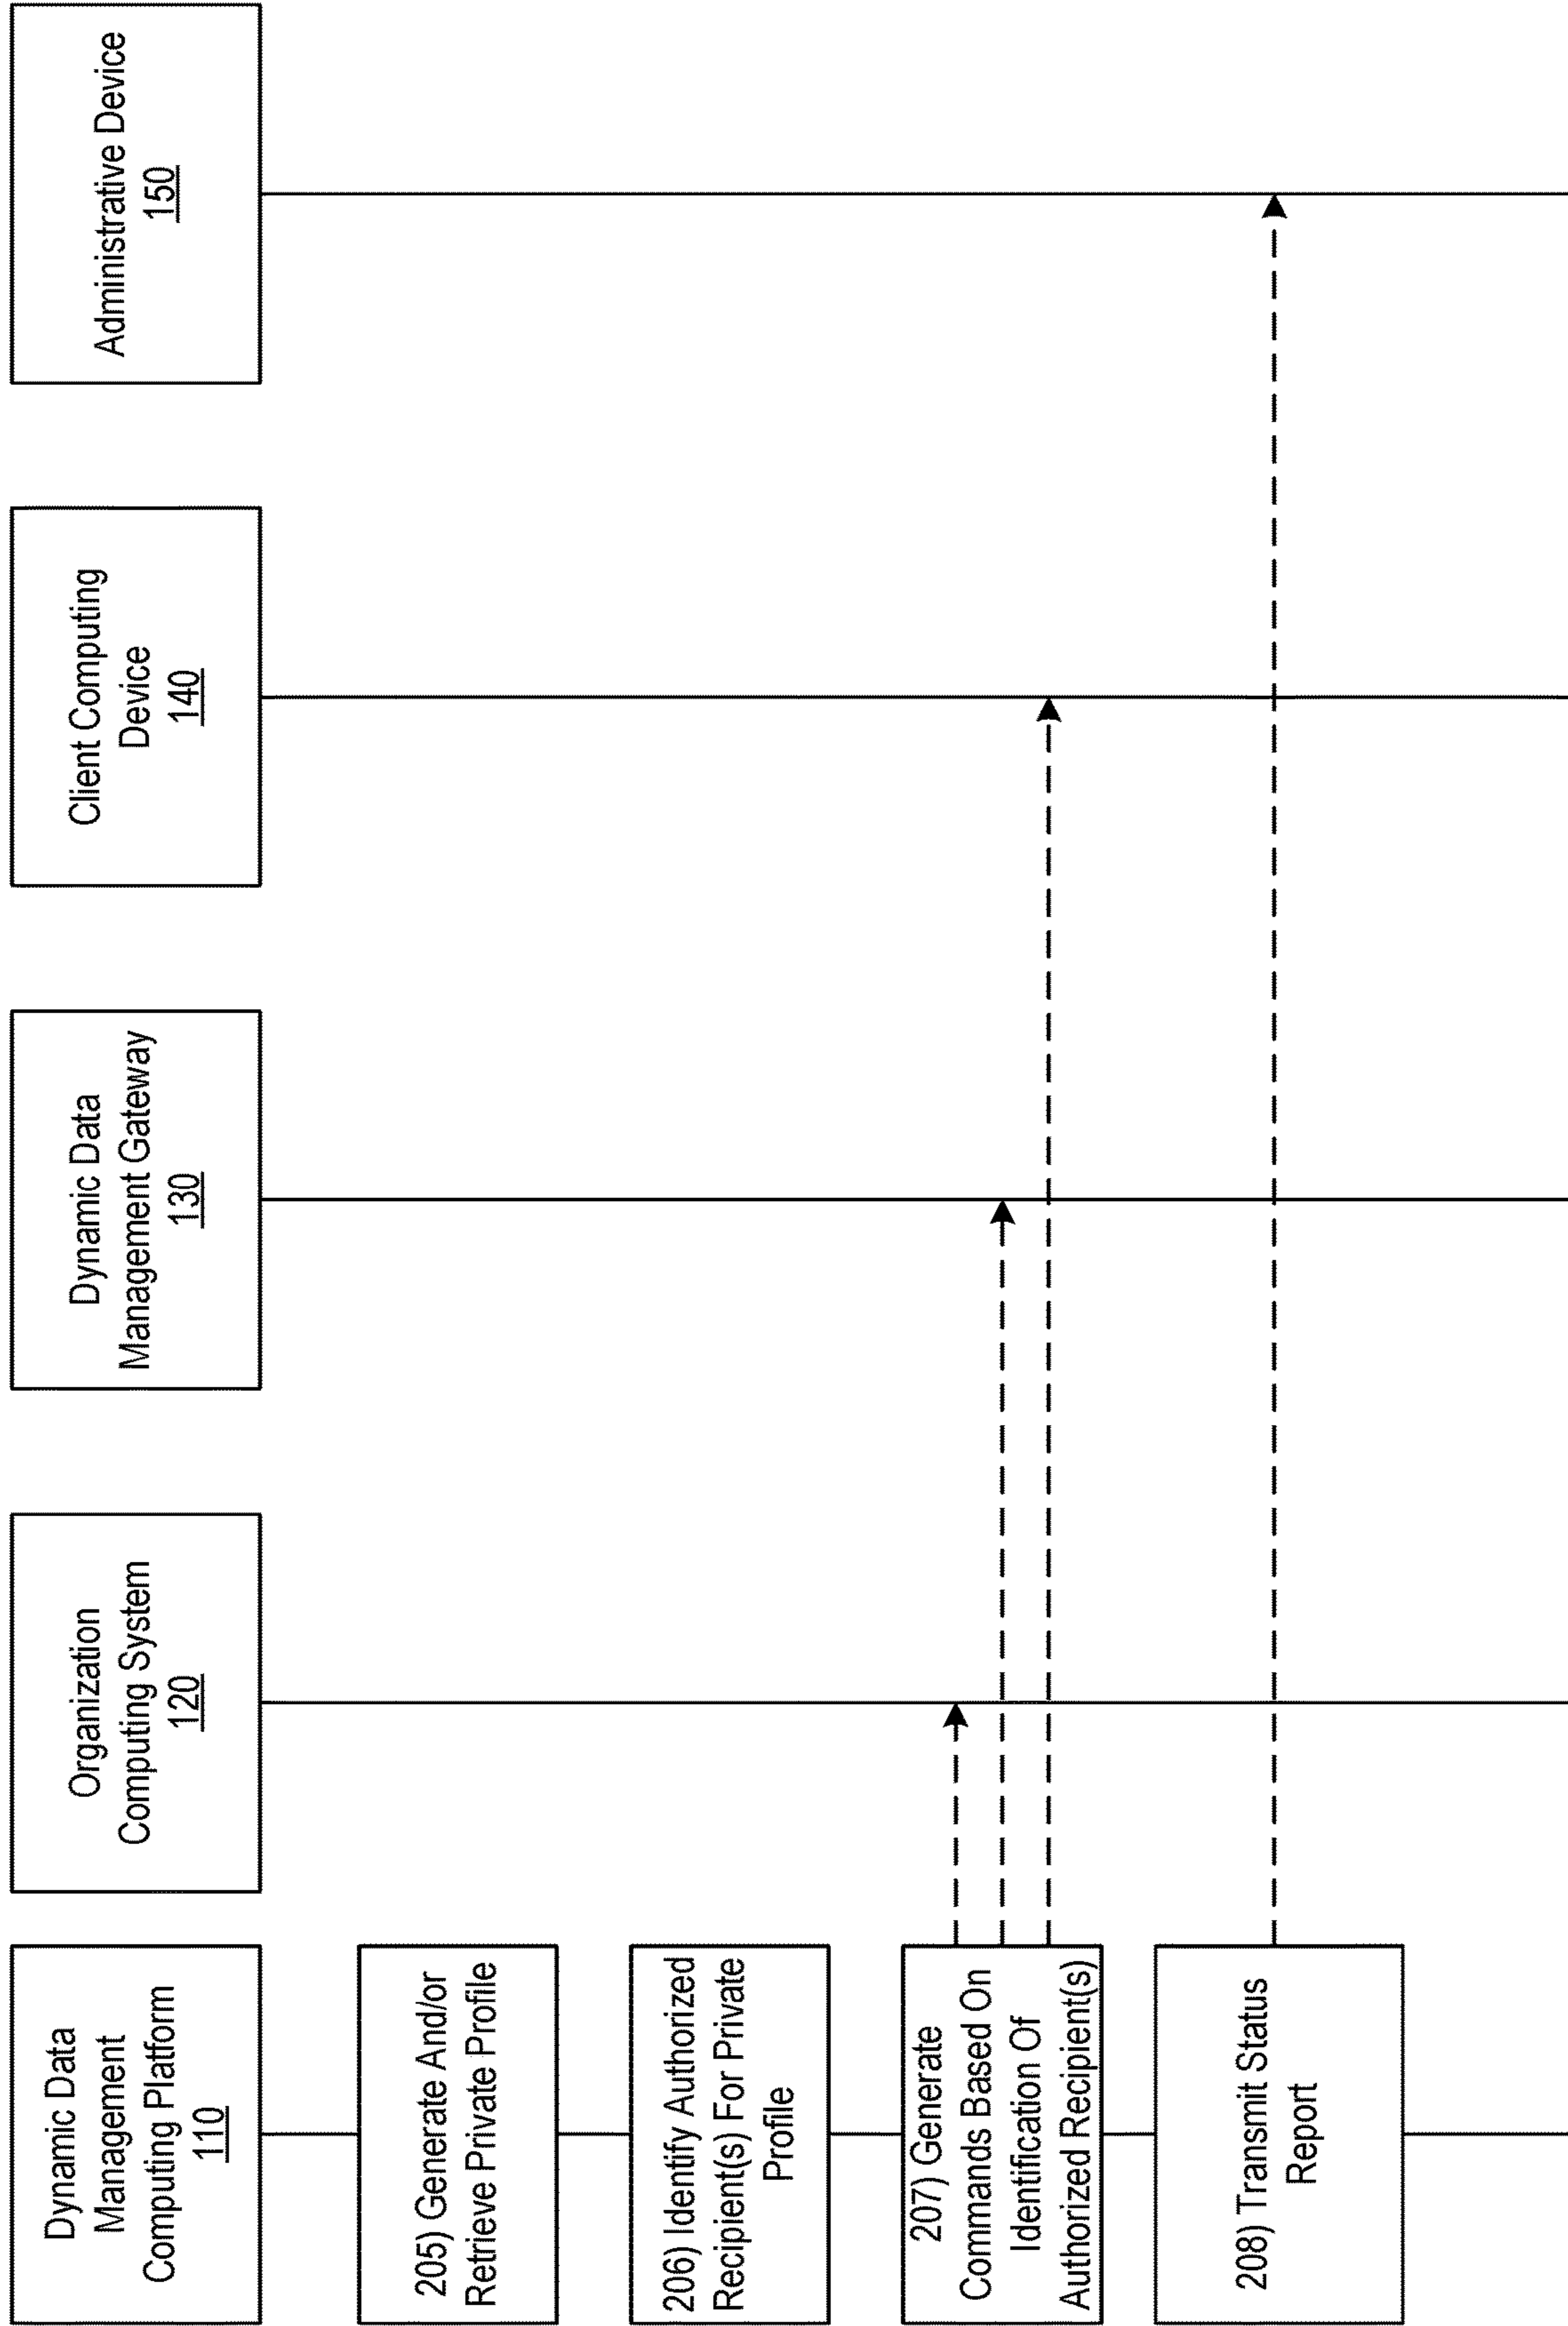 Dynamic Data
Management
Computing Platform
110
Organization
Computing System
120
Dynamic Data
Management Gateway
130
Client Computing
Device
140
Administrative Device
150
205) Generate And/or
Retrieve Private Profile
206) Identify Authorized
Recipient(s) For Private
Profile
207) Generate
Commands Based On
Identification Of
Authorized Recipient(s)
208) Transmit Status
Report